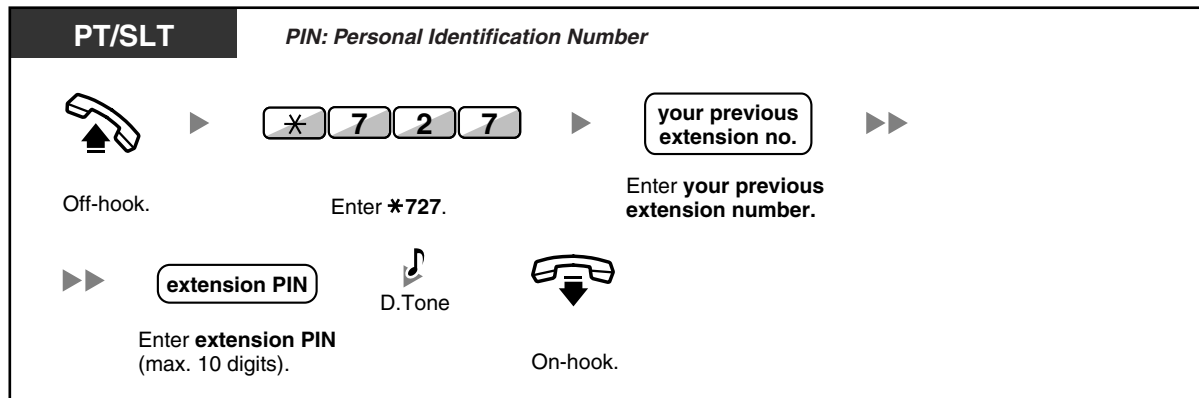 PT/SLT
PIN: Personal Identification Number
* 7 2 7
your previous
extension no.
Off-hook.
Enter *727.
Enter your previous
extension number.
extension PIN
D.Tone
Enter extension PIN
(max. 10 digits).
On-hook.